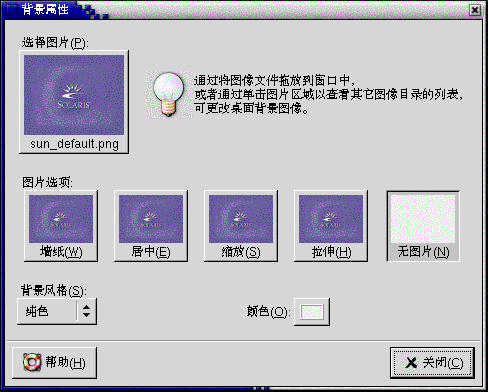 背景属性
选择图片(P):
SOLARIS
sun_default.png
通过将图像文件拖放到窗口中,
或者通过单击图片区域以查看其它图像目录的列表,
可更改桌面背景图像。
图片选项:
SOLARIS
SOLARIS
SOLARIS
SOLARIS
墙纸(W)
居中(E)
缩放(S)
拉伸(H)
无图片(N)
背景风格(S):
纯色
颜色(O):
帮助(H)
关闭(C)